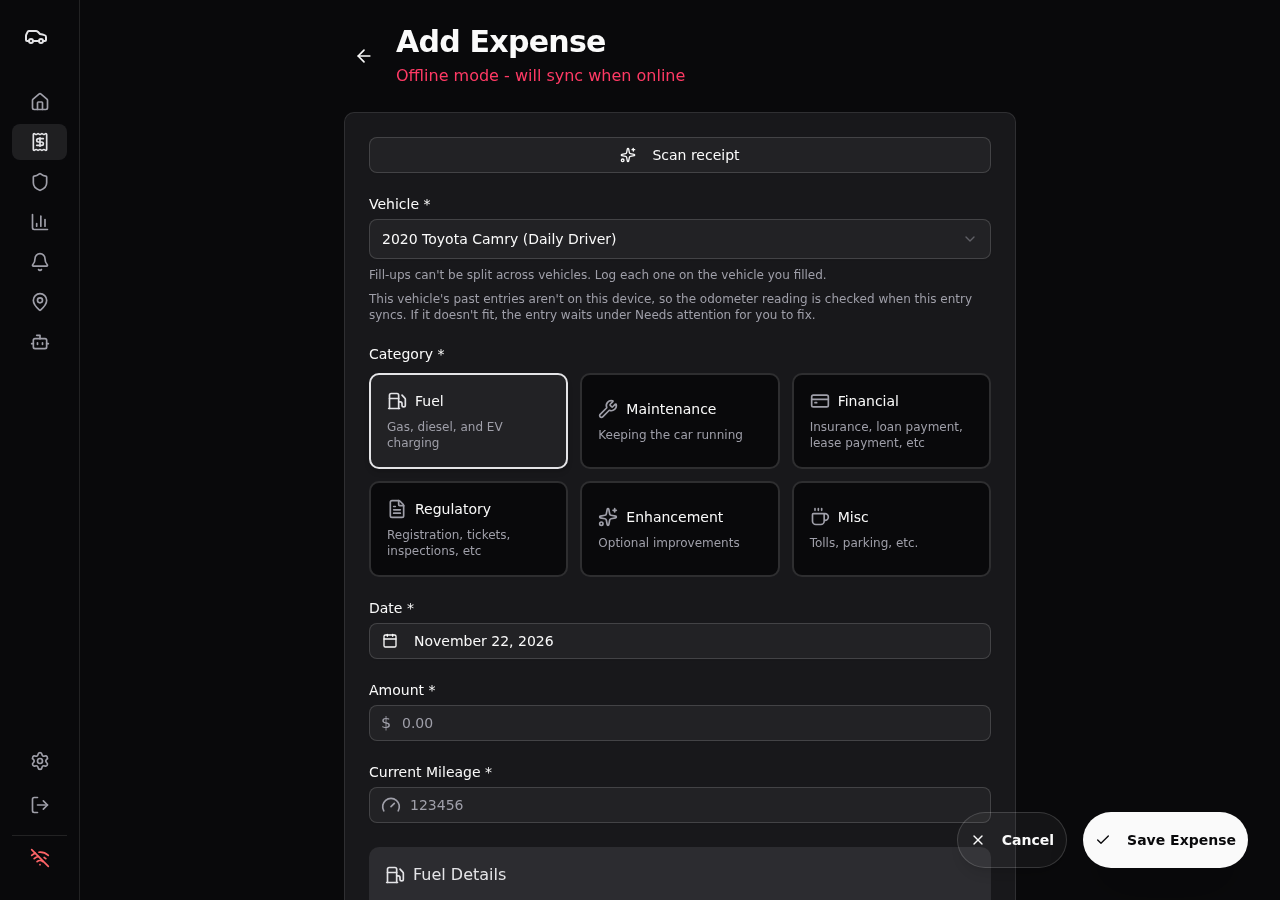 Add Expense
Offline mode - will sync when online
Scan receipt
Vehicle *
2020 Toyota Camry (Daily Driver)
Fill-ups can't be split across vehicles. Log each one on the vehicle you filled.
This vehicle's past entries aren't on this device, so the odometer reading is checked when this entry
syncs. If it doesn't fit, the entry waits under Needs attention for you to fix.
Category *
Fuel
Gas, diesel, and EV
charging
Maintenance
Keeping the car running
Financial
Insurance, loan payment,
lease payment, etc
Regulatory
Registration, tickets,
inspections, etc
Enhancement
Optional improvements
Misc
Tolls, parking, etc.
Date *
November 22, 2026
Amount *
$ 0.00
Current Mileage *
123456
Cancel
Save Expense
Fuel Details